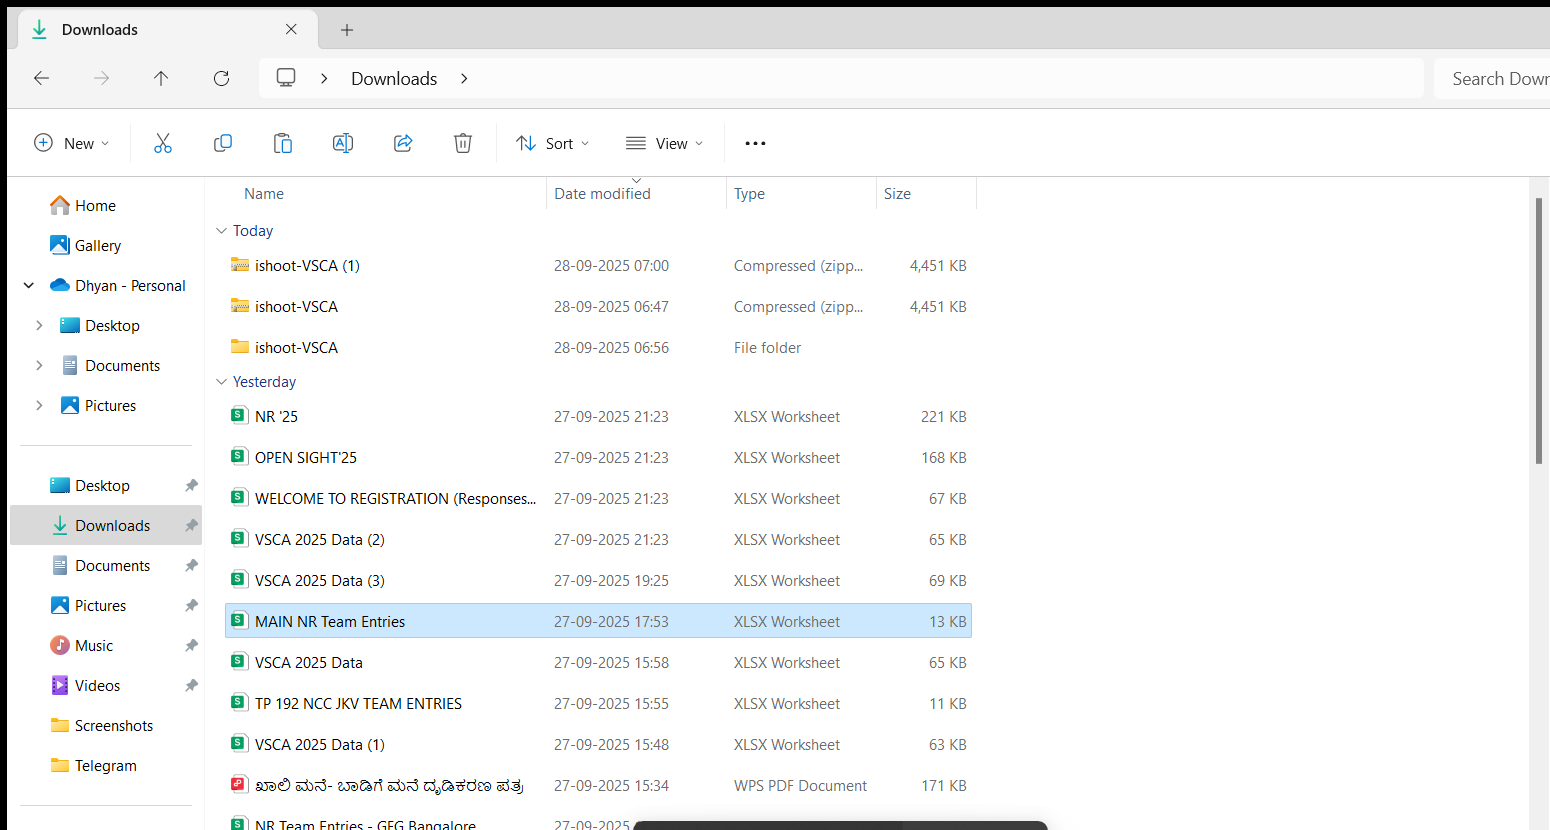 Downloads
Downloads
Search Down
New
Sort
View
Name
Date modified
Type
Size
Home
Gallery
Dhyan - Personal
Desktop
Documents
Pictures
Desktop
Downloads
Documents
Pictures
Music
Videos
Screenshots
Telegram
Today
ishoot-VSCA (1) 28-09-2025 07:00 Compressed (zipp... 4,451 KB
ishoot-VSCA 28-09-2025 06:47 Compressed (zipp... 4,451 KB
ishoot-VSCA 28-09-2025 06:56 File folder
Yesterday
NR '25 27-09-2025 21:23 XLSX Worksheet 221 KB
OPEN SIGHT'25 27-09-2025 21:23 XLSX Worksheet 168 KB
WELCOME TO REGISTRATION (Responses... 27-09-2025 21:23 XLSX Worksheet 67 KB
VSCA 2025 Data (2) 27-09-2025 21:23 XLSX Worksheet 65 KB
VSCA 2025 Data (3) 27-09-2025 19:25 XLSX Worksheet 69 KB
MAIN NR Team Entries 27-09-2025 17:53 XLSX Worksheet 13 KB
VSCA 2025 Data 27-09-2025 15:58 XLSX Worksheet 65 KB
TP 192 NCC JKV TEAM ENTRIES 27-09-2025 15:55 XLSX Worksheet 11 KB
VSCA 2025 Data (1) 27-09-2025 15:48 XLSX Worksheet 63 KB
ಖಾಲಿ ಮನೆ- ಬಾಡಿಗೆ ಮನೆ ದೃಡಿಕರಣ ಪತ್ರ 27-09-2025 15:34 WPS PDF Document 171 KB
NR Team Entries - GFG Bangalore 27-09-2025